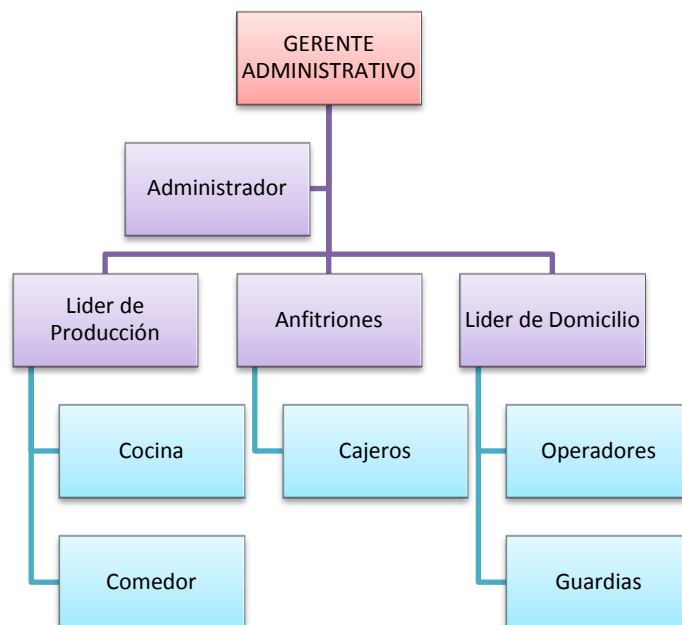 GERENTE
ADMINISTRATIVO
Administrador
Lider de
Producción
Anfitriones
Lider de Domicilio
Cocina
Cajeros
Operadores
Comedor
Guardias